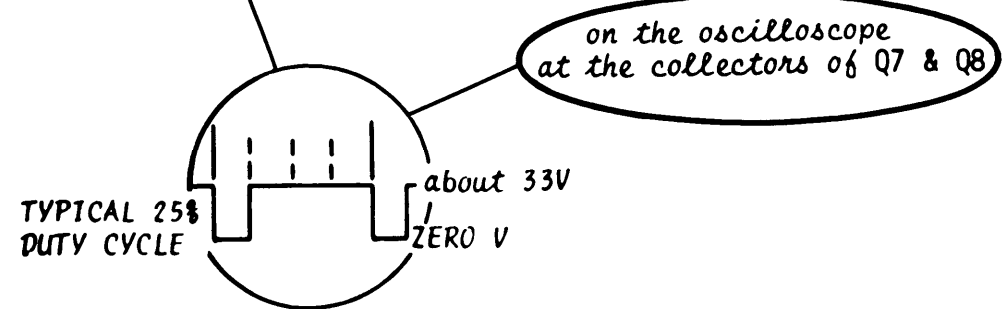 on the oscilloscope
at the collectors of Q7 & Q8
about 33V
TYPICAL 25%
DUTY CYCLE
ZERO V